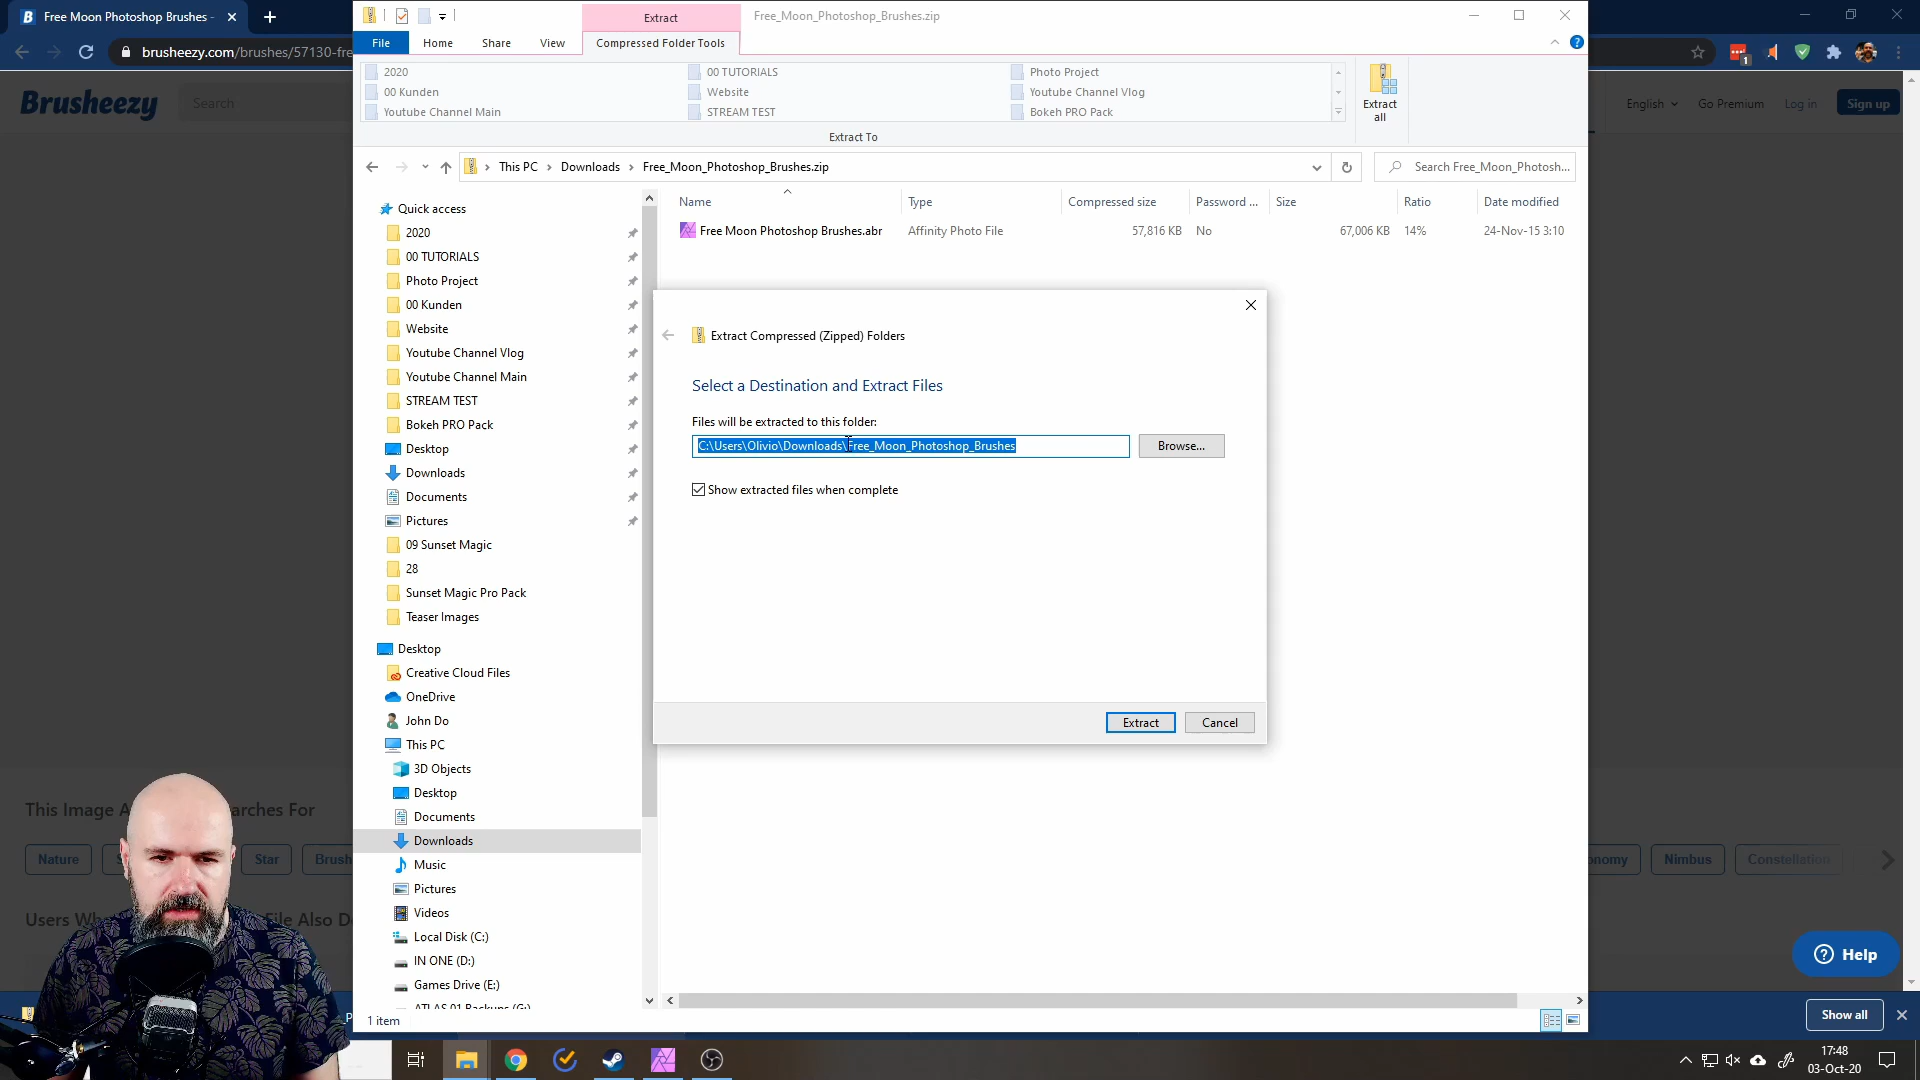 Free Moon Photoshop Brushes -
Extract
Free_Moon_Photoshop_Brushes.zip
File
Home
Share
View
Compressed Folder Tools
brusheezy.com/brushes/57130-fre
1
2020
00 TUTORIALS
Photo Project
00 Kunden
Website
Youtube Channel Vlog
Youtube Channel Main
STREAM TEST
Bokeh PRO Pack
Extract To
Extract
all
Brusheezy
Search
English
Go Premium
Log in
Sign up
This PC
Downloads
Free_Moon_Photoshop_Brushes.zip
Search Free_Moon_Photosh...
Name
Type
Compressed size
Password ...
Size
Ratio
Date modified
Free Moon Photoshop Brushes.abr
Affinity Photo File
57,816 KB
No
67,006 KB
14%
24-Nov-15 3:10
Quick access
2020
00 TUTORIALS
Photo Project
00 Kunden
Website
Youtube Channel Vlog
Youtube Channel Main
STREAM TEST
Bokeh PRO Pack
Desktop
Downloads
Documents
Pictures
09 Sunset Magic
28
Sunset Magic Pro Pack
Teaser Images
Desktop
Creative Cloud Files
OneDrive
John Do
This PC
3D Objects
Desktop
Documents
Downloads
Music
Pictures
Videos
Local Disk (C:)
IN ONE (D:)
Games Drive (E:)
ATLAS 01 Backups (G:)
1 item
Extract Compressed (Zipped) Folders
Select a Destination and Extract Files
Files will be extracted to this folder:
C:\Users\Olivio\Downloads\Free_Moon_Photoshop_Brushes
Browse...
Show extracted files when complete
Extract
Cancel
This Image A
arches For
Nature
S
Star
Brush
onomy
Nimbus
Constellation
Users Wh
File Also D
Help
Show all
17:48
03-Oct-20